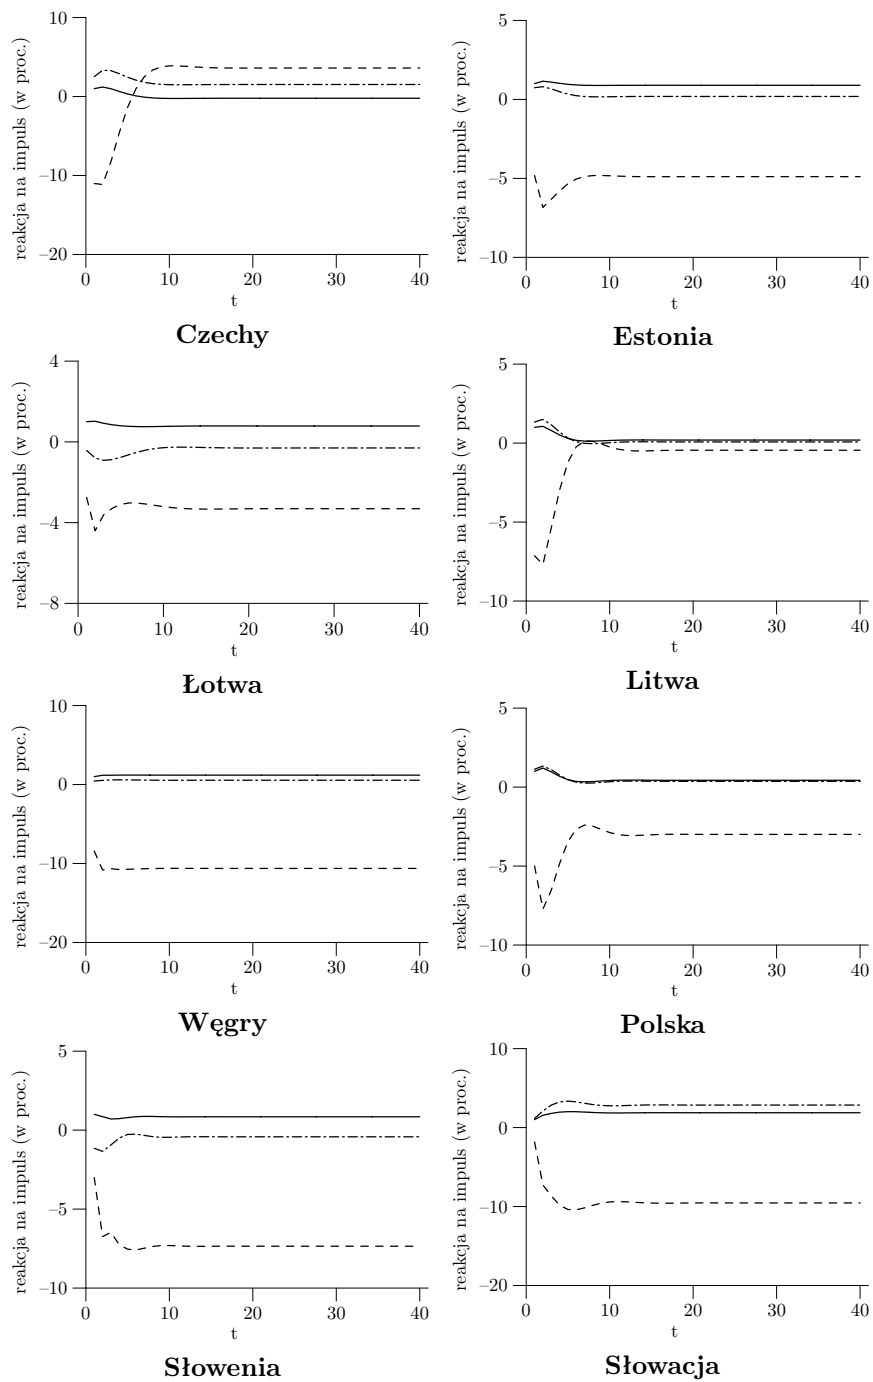 reakcja na impuls (w proc.)
10
0
–10
–20
0 10 20 30 40
t
Czechy
reakcja na impuls (w proc.)
5
0
–5
–10
0 10 20 30 40
t
Estonia
reakcja na impuls (w proc.)
4
0
–4
–8
0 10 20 30 40
t
Łotwa
reakcja na impuls (w proc.)
5
0
–5
–10
0 10 20 30 40
t
Litwa
reakcja na impuls (w proc.)
10
0
–10
–20
0 10 20 30 40
t
Węgry
reakcja na impuls (w proc.)
5
0
–5
–10
0 10 20 30 40
t
Polska
reakcja na impuls (w proc.)
5
0
–5
–10
0 10 20 30 40
t
Słowenia
reakcja na impuls (w proc.)
10
0
–10
–20
0 10 20 30 40
t
Słowacja